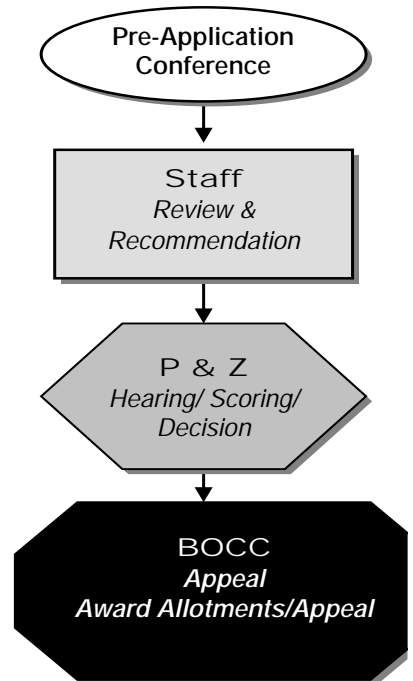 Pre-Application
Conference
Staff
Review &
Recommendation
P & Z
Hearing/ Scoring/
Decision
BOCC
Appeal
Award Allotments/Appeal